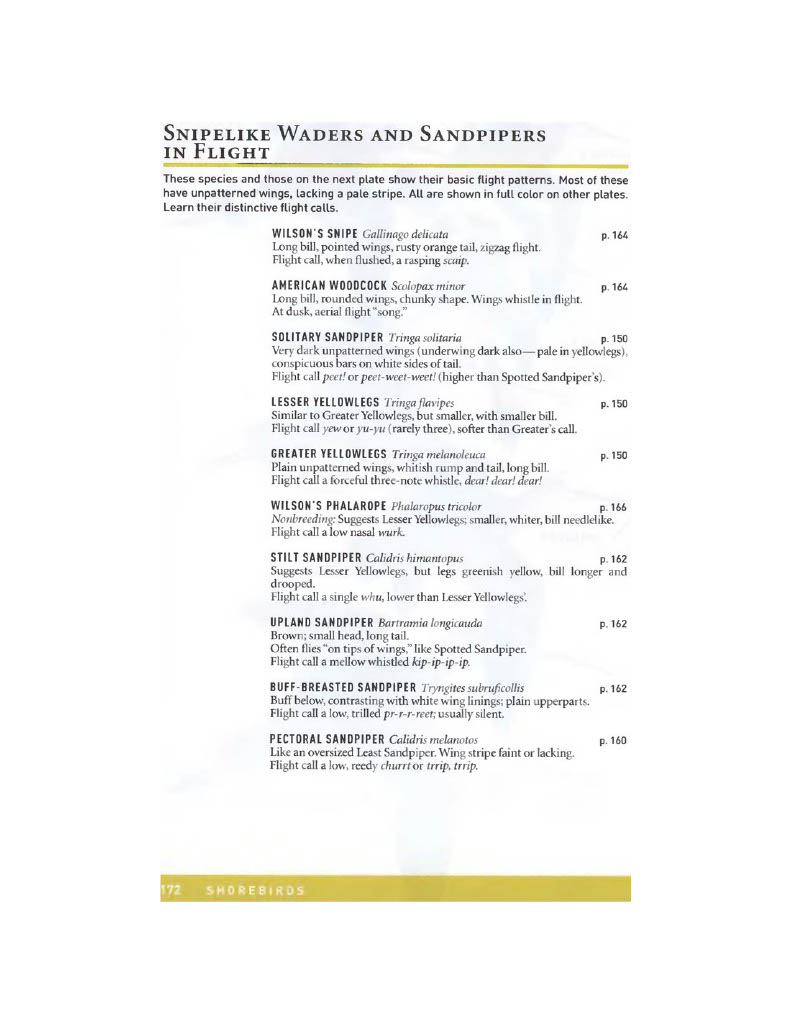 SNIPELIKE WADERS AND SANDPIPERS
IN FLIGHT
These species and those on the next plate show their basic flight patterns. Most of these
have unpatterned wings, lacking a pale stripe. All are shown in full color on other plates.
Learn their distinctive flight calls.
WILSON'S SNIPE Gallinago delicata p. 164
Long bill, pointed wings, rusty orange tail, zigzag flight.
Flight call, when flushed, a rasping scaip.
AMERICAN WOODCOCK Scolopax minor p. 164
Long bill, rounded wings, chunky shape. Wings whistle in flight.
At dusk, aerial flight "song."
SOLITARY SANDPIPER Tringa solitaria p. 150
Very dark unpatterned wings (underwing dark also—pale in yellowlegs),
conspicuous bars on white sides of tail.
Flight call peet! or peet-weet-weet! (higher than Spotted Sandpiper's).
LESSER YELLOWLEGS Tringa flavipes p. 150
Similar to Greater Yellowlegs, but smaller, with smaller bill.
Flight call yew or yu-yu (rarely three), softer than Greater's call.
GREATER YELLOWLEGS Tringa melanoleuca p. 150
Plain unpatterned wings, whitish rump and tail, long bill.
Flight call a forceful three-note whistle, dear! dear! dear!
WILSON'S PHALAROPE Phalaropus tricolor p. 166
Nonbreeding: Suggests Lesser Yellowlegs; smaller, whiter, bill needlelike.
Flight call a low nasal wurk.
STILT SANDPIPER Calidris himantopus p. 162
Suggests Lesser Yellowlegs, but legs greenish yellow, bill longer and
drooped.
Flight call a single whu, lower than Lesser Yellowlegs'.
UPLAND SANDPIPER Bartramia longicauda p. 162
Brown; small head, long tail.
Often flies "on tips of wings," like Spotted Sandpiper.
Flight call a mellow whistled kip-ip-ip-ip.
BUFF-BREASTED SANDPIPER Tryngites subruficollis p. 162
Buff below, contrasting with white wing linings; plain upperparts.
Flight call a low, trilled pr-r-r-reet; usually silent.
PECTORAL SANDPIPER Calidris melanotos p. 160
Like an oversized Least Sandpiper. Wing stripe faint or lacking.
Flight call a low, reedy churrt or trrip, trrip.
172 SHOREBIRDS